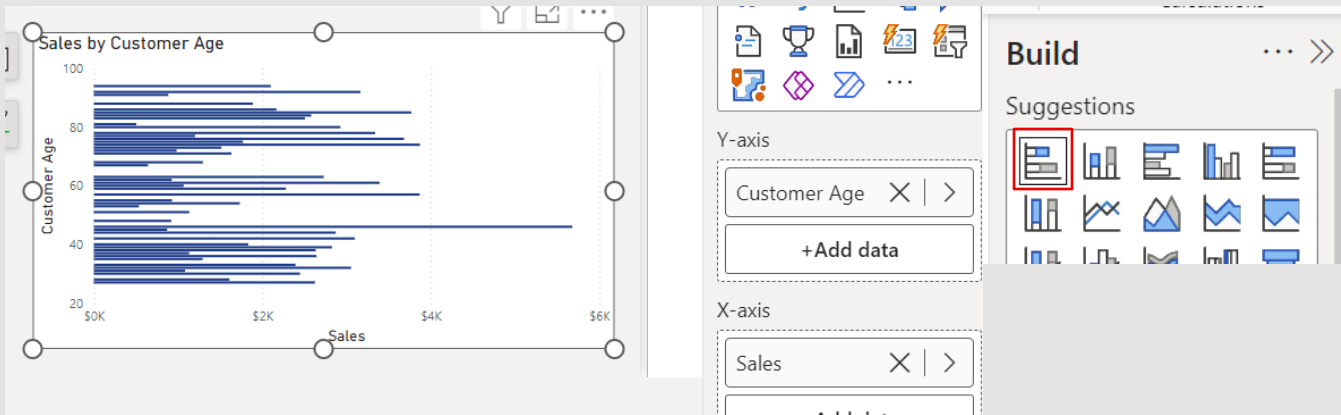 Sales by Customer Age
100
80
60
40
20
Customer Age
$0K
$2K
$4K
$6K
Sales
123
Y-axis
Customer Age
+Add data
X-axis
Sales
Build
Suggestions